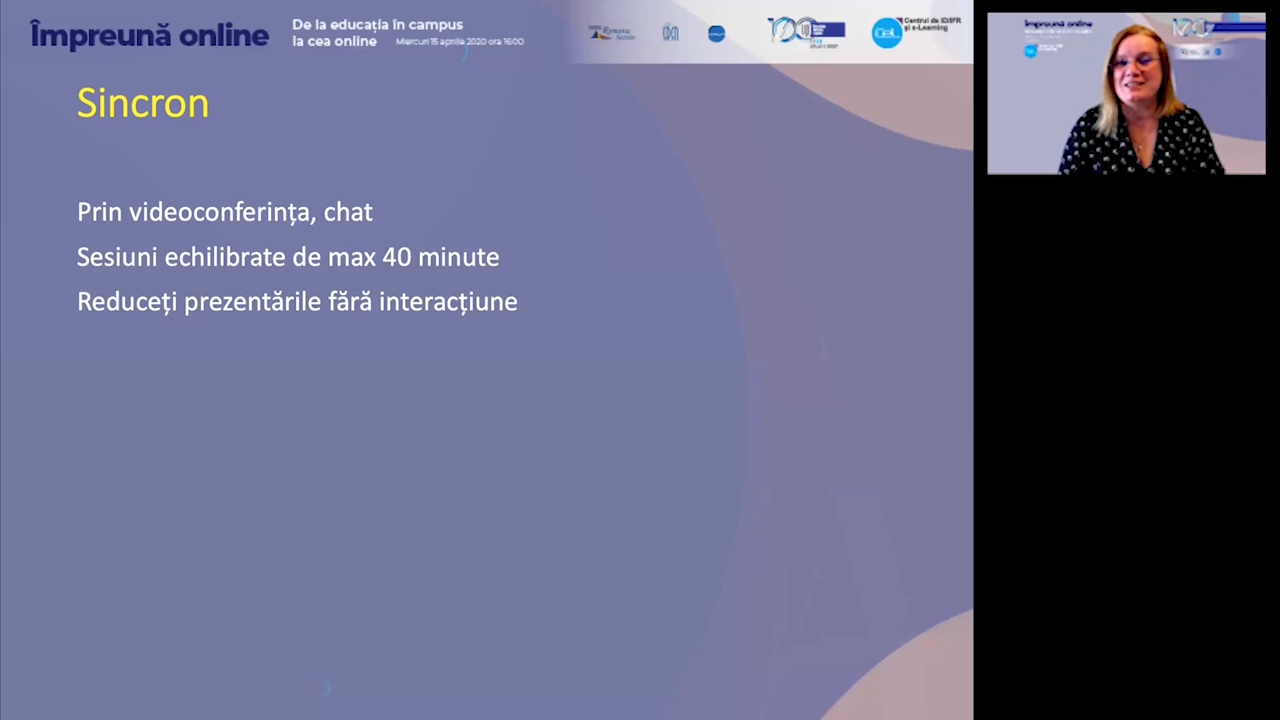 Împreună online
De la educația în campus
la cea online
Miercuri 15 aprilie 2020 ora 16:00
100
CeL
Centrul de ID/IFR
și e-Learning
Sincron
Prin videoconferința, chat
Sesiuni echilibrate de max 40 minute
Reduceți prezentările fără interacțiune
Împreună online